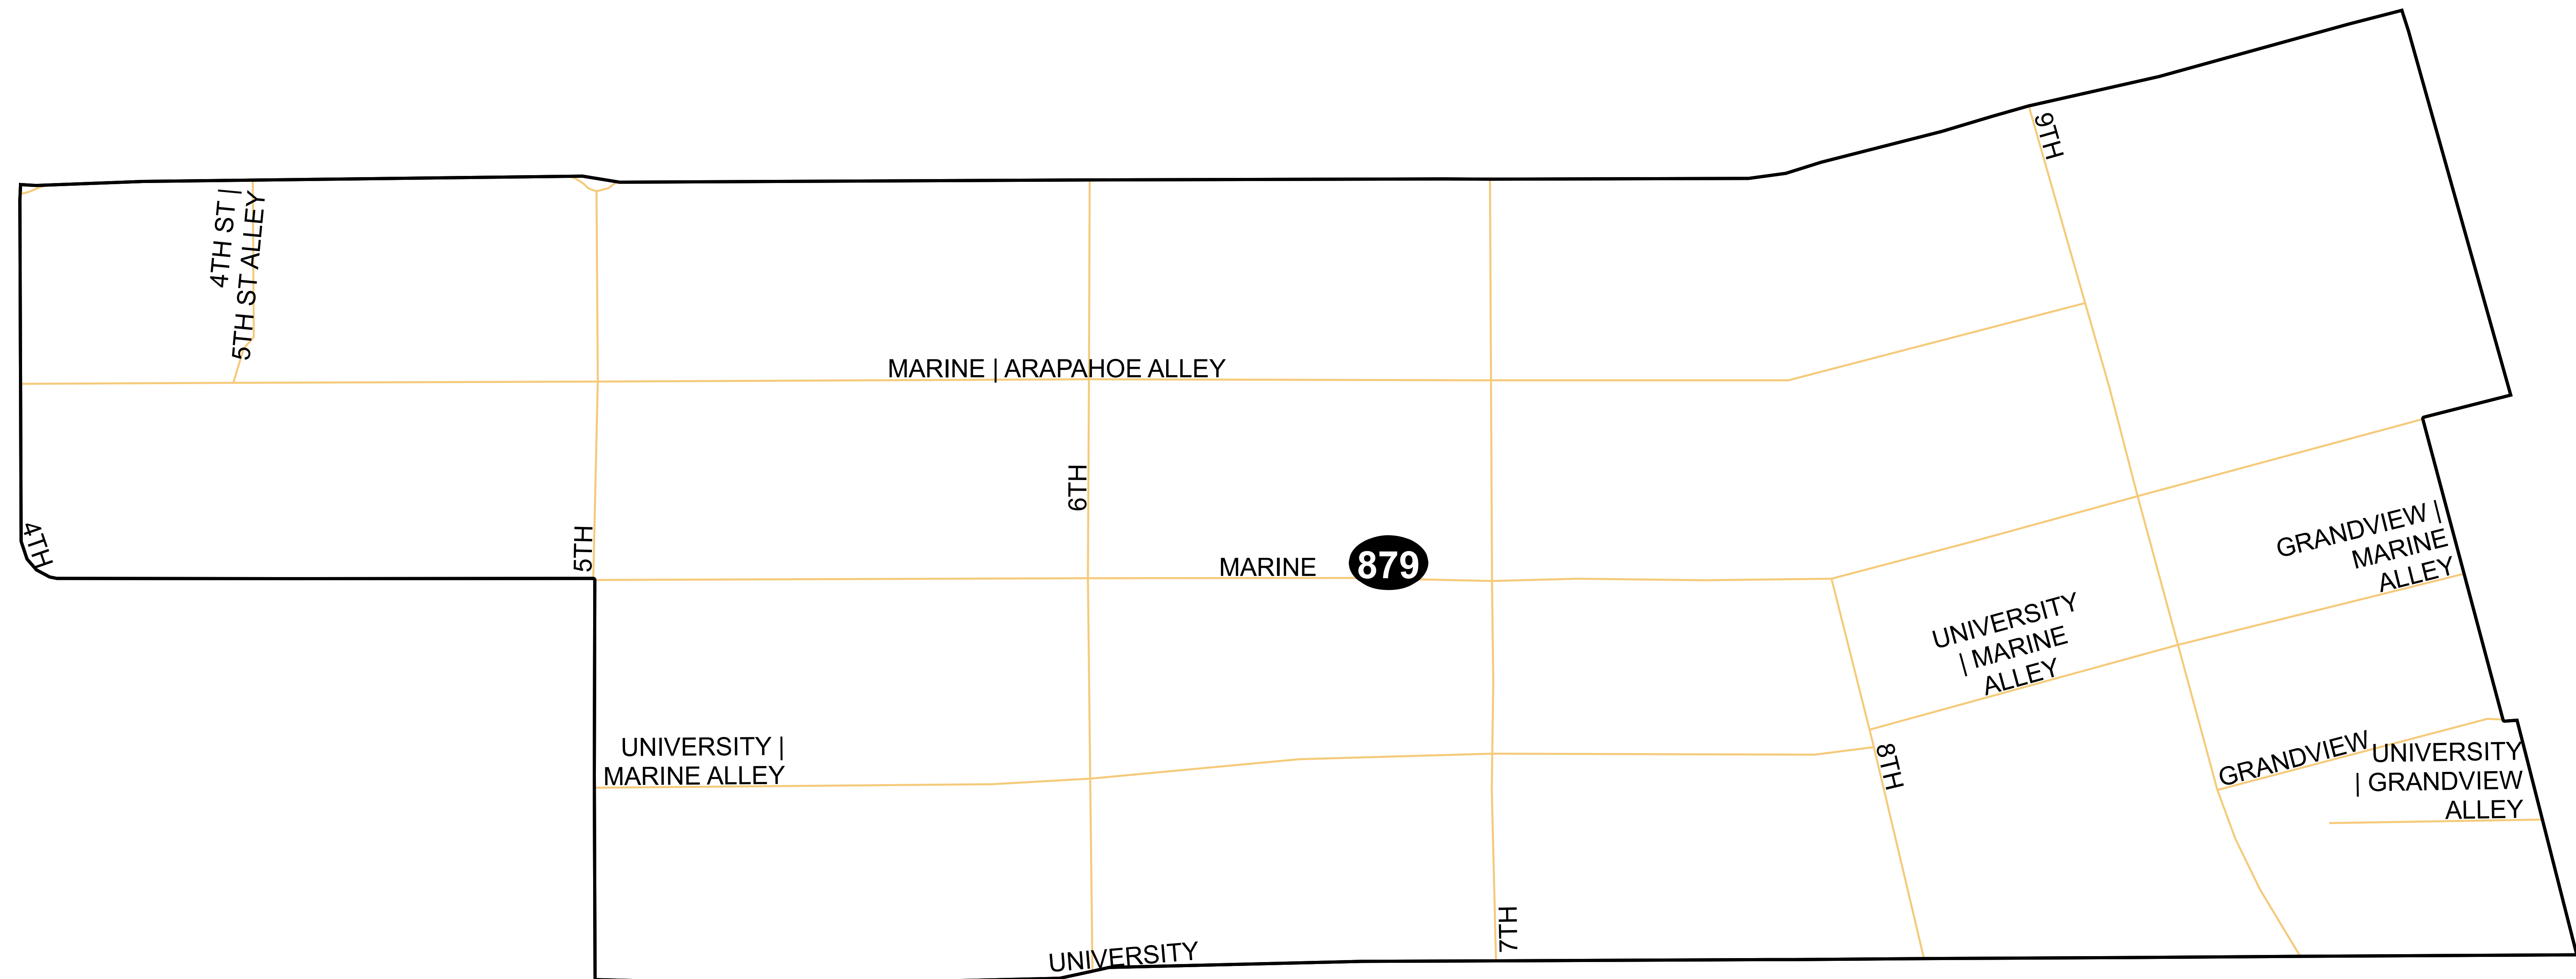 9TH
4TH ST |
5TH ST ALLEY
MARINE | ARAPAHOE ALLEY
6TH
4TH
5TH
MARINE
879
GRANDVIEW |
MARINE
ALLEY
UNIVERSITY
| MARINE
ALLEY
UNIVERSITY |
MARINE ALLEY
8TH
GRANDVIEW
UNIVERSITY
| GRANDVIEW
ALLEY
7TH
UNIVERSITY